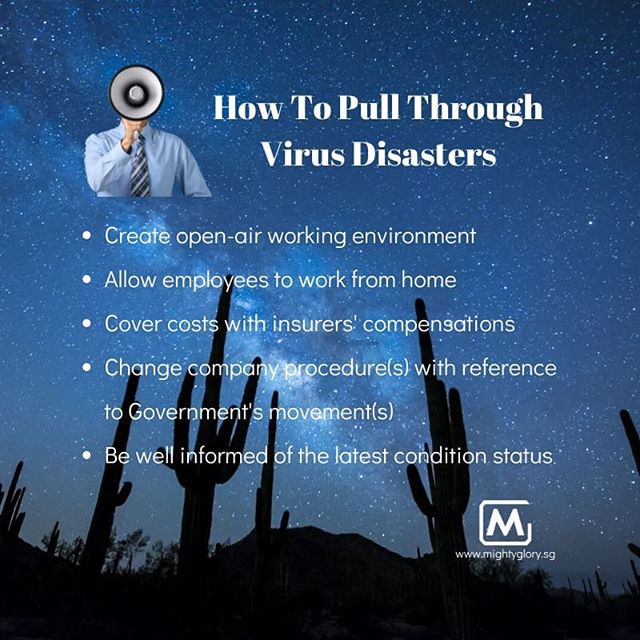 How To Pull Through
Virus Disasters
• Create open-air working environment
• Allow employees to work from home
• Cover costs with insurers' compensations
• Change company procedure(s) with reference
to Government's movement(s)
• Be well informed of the latest condition status
M
www.mightyglory.sg